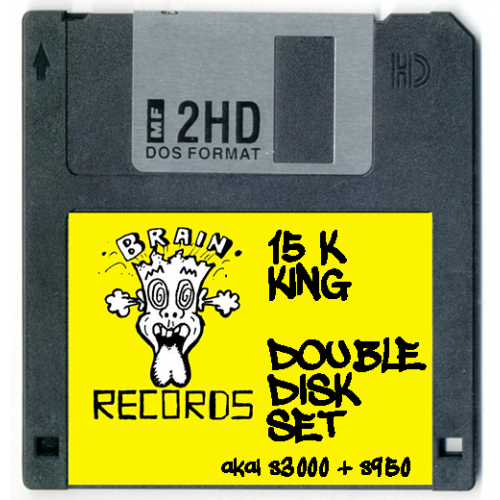 HD
MF 2HD
DOS FORMAT
BRAIN.
RECORDS
15 K
KING
DOUBLE
DISK
SET
akai s3000 + s950